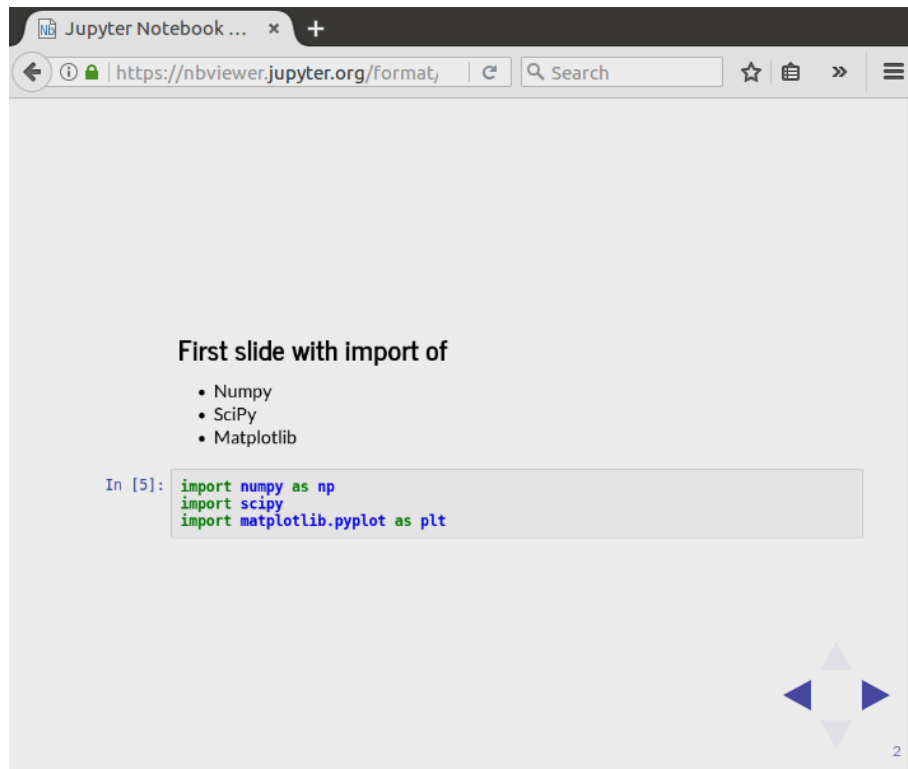 Nb Jupyter Notebook ... × +
https://nbviewer.jupyter.org/format/
Search
First slide with import of
• Numpy
• SciPy
• Matplotlib
In [5]: import numpy as np
import scipy
import matplotlib.pyplot as plt
2